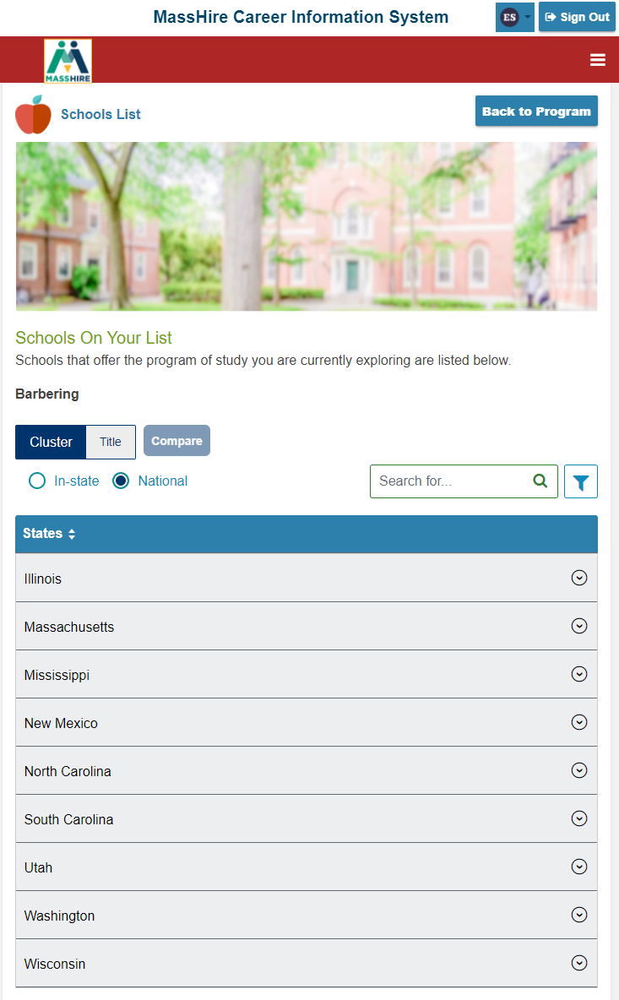 MassHire Career Information System
ES
Sign Out
MASSHIRE
Schools List
Back to Program
Schools On Your List
Schools that offer the program of study you are currently exploring are listed below.
Barbering
Cluster
Title
Compare
In-state
National
Search for...
States
Illinois
Massachusetts
Mississippi
New Mexico
North Carolina
South Carolina
Utah
Washington
Wisconsin